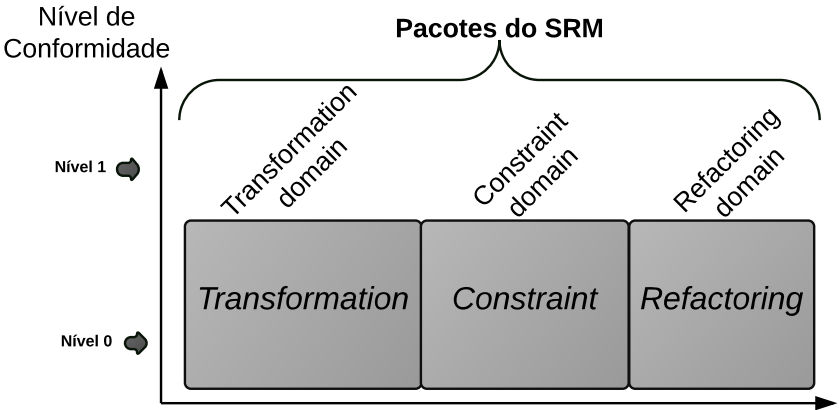 Nível de
Conformidade
Pacotes do SRM
Transformation
domain
Constraint
domain
Refactoring
domain
Nível 1
Transformation
Constraint
Refactoring
Nível 0